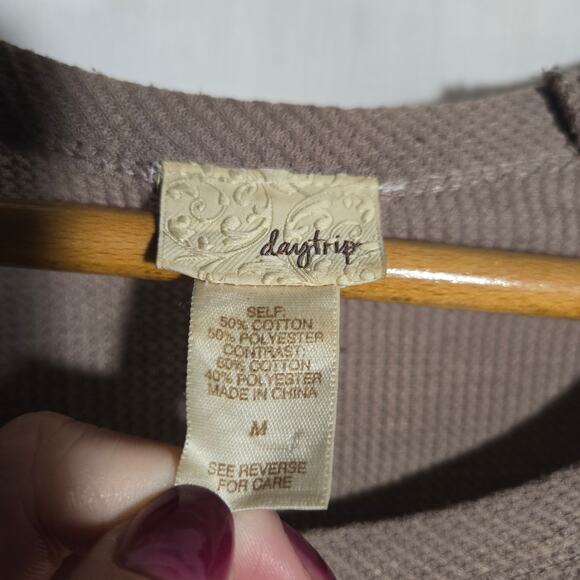 daytrip
SELF:
50% COTTON
50% POLYESTER
CONTRAST:
60% COTTON
40% POLYESTER
MADE IN CHINA
M
SEE REVERSE
FOR CARE